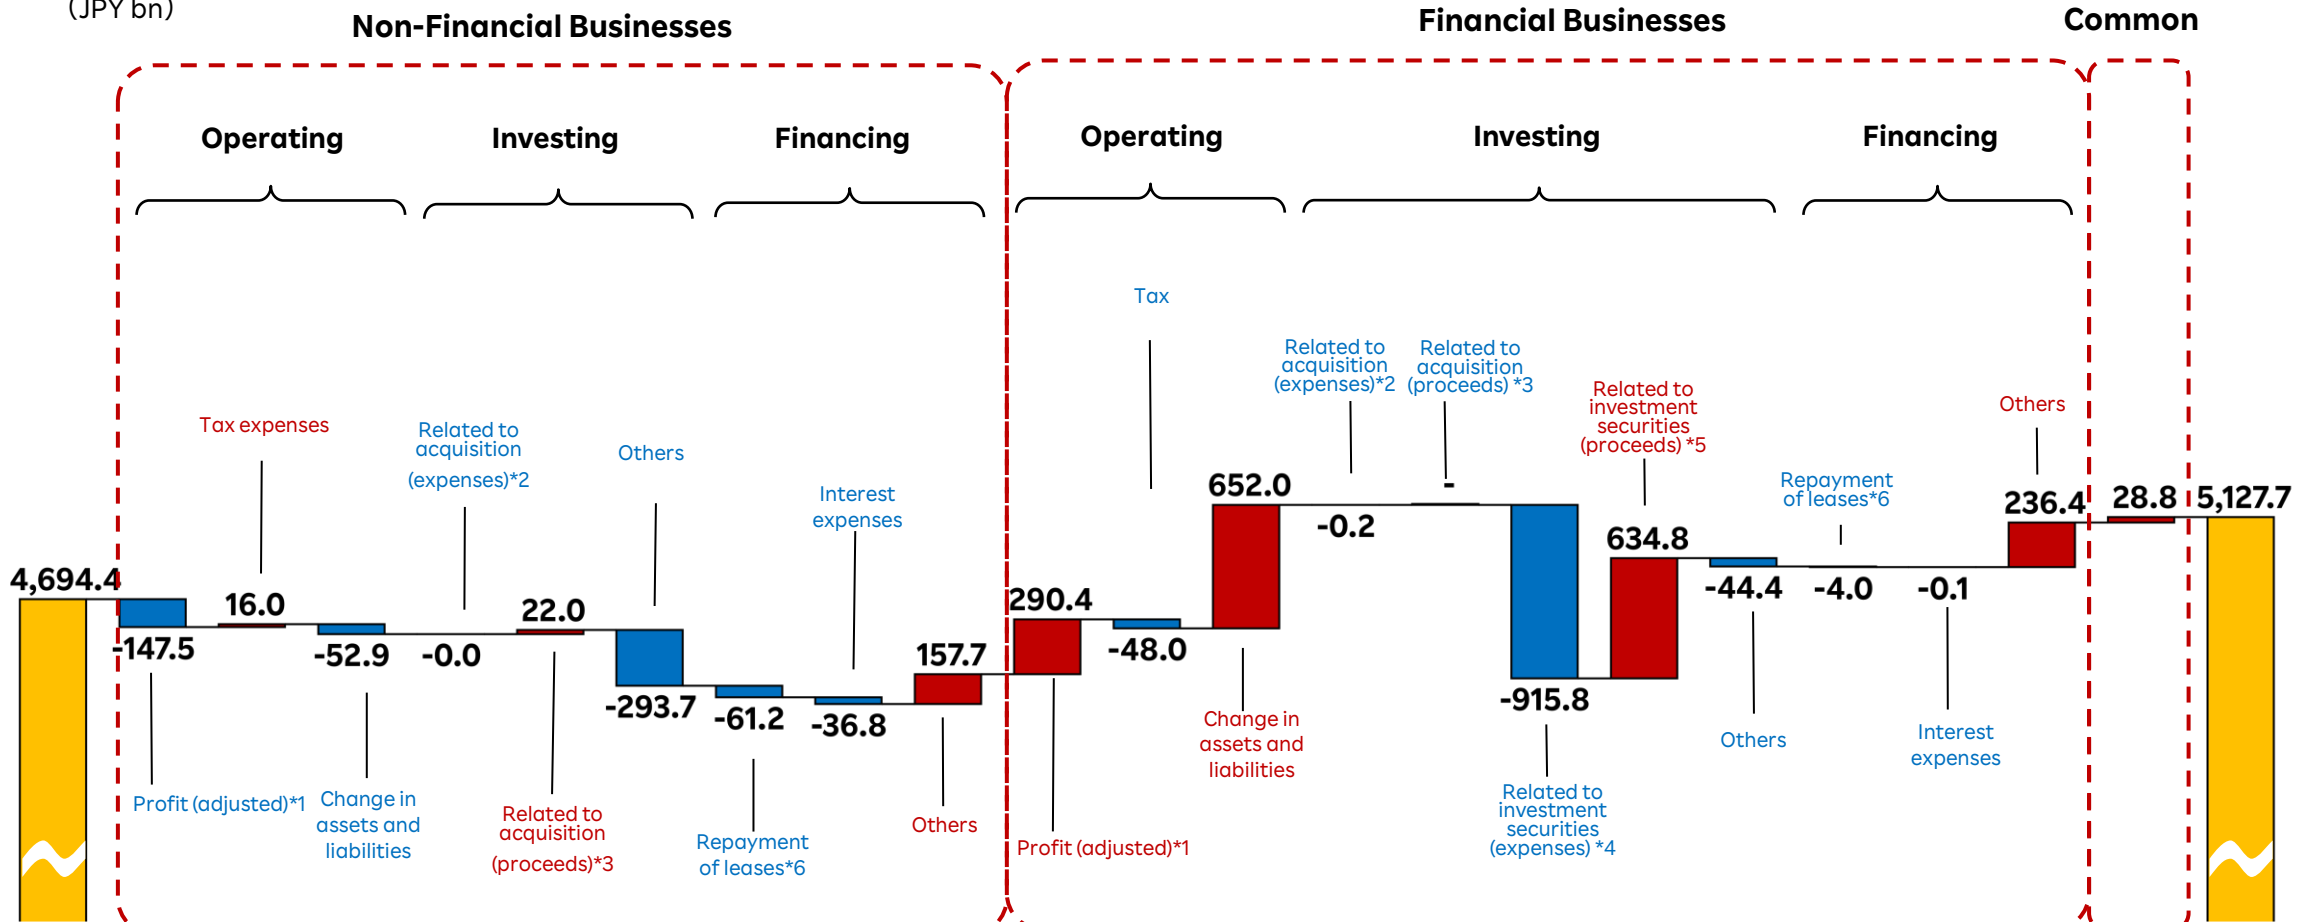 (JPY bn)
Non-Financial Businesses
Financial Businesses
Common
Operating
Investing
Financing
Operating
Investing
Financing
Tax
Related to
acquisition
(expenses)*2
Related to
acquisition
(proceeds) *3
Related to
investment
securities
(proceeds) *5
Others
Tax expenses
Related to
acquisition
(expenses)*2
Others
Interest
expenses
Repayment
of leases*6
4,694.4
-147.5
16.0
-52.9
-0.0
22.0
-293.7
-61.2
-36.8
157.7
290.4
-48.0
652.0
-0.2
-
-915.8
634.8
-44.4
-4.0
-0.1
236.4
28.8
5,127.7
Profit (adjusted)*1
Change in
assets and
liabilities
Related to
acquisition
(proceeds)*3
Repayment
of leases*6
Others
Profit (adjusted)*1
Change in
assets and
liabilities
Related to
investment
securities
(expenses) *4
Others
Interest
expenses